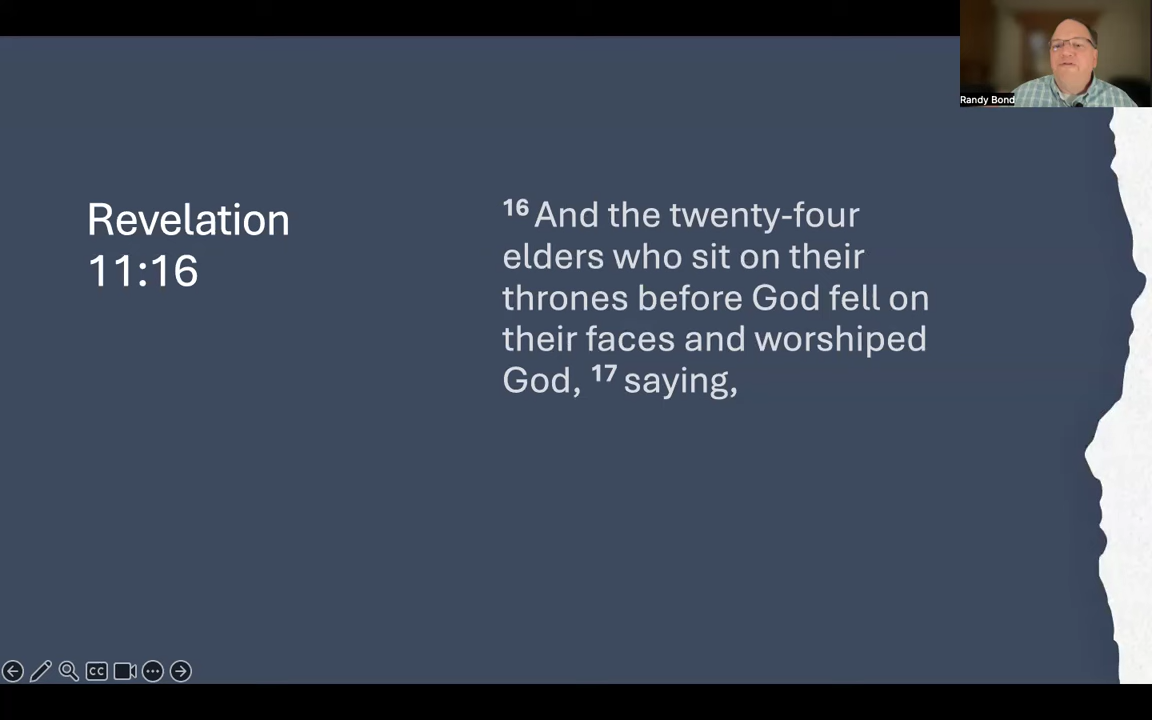 Randy Bond
Revelation
11:16
16 And the twenty-four
elders who sit on their
thrones before God fell on
their faces and worshiped
God, 17 saying,
CC